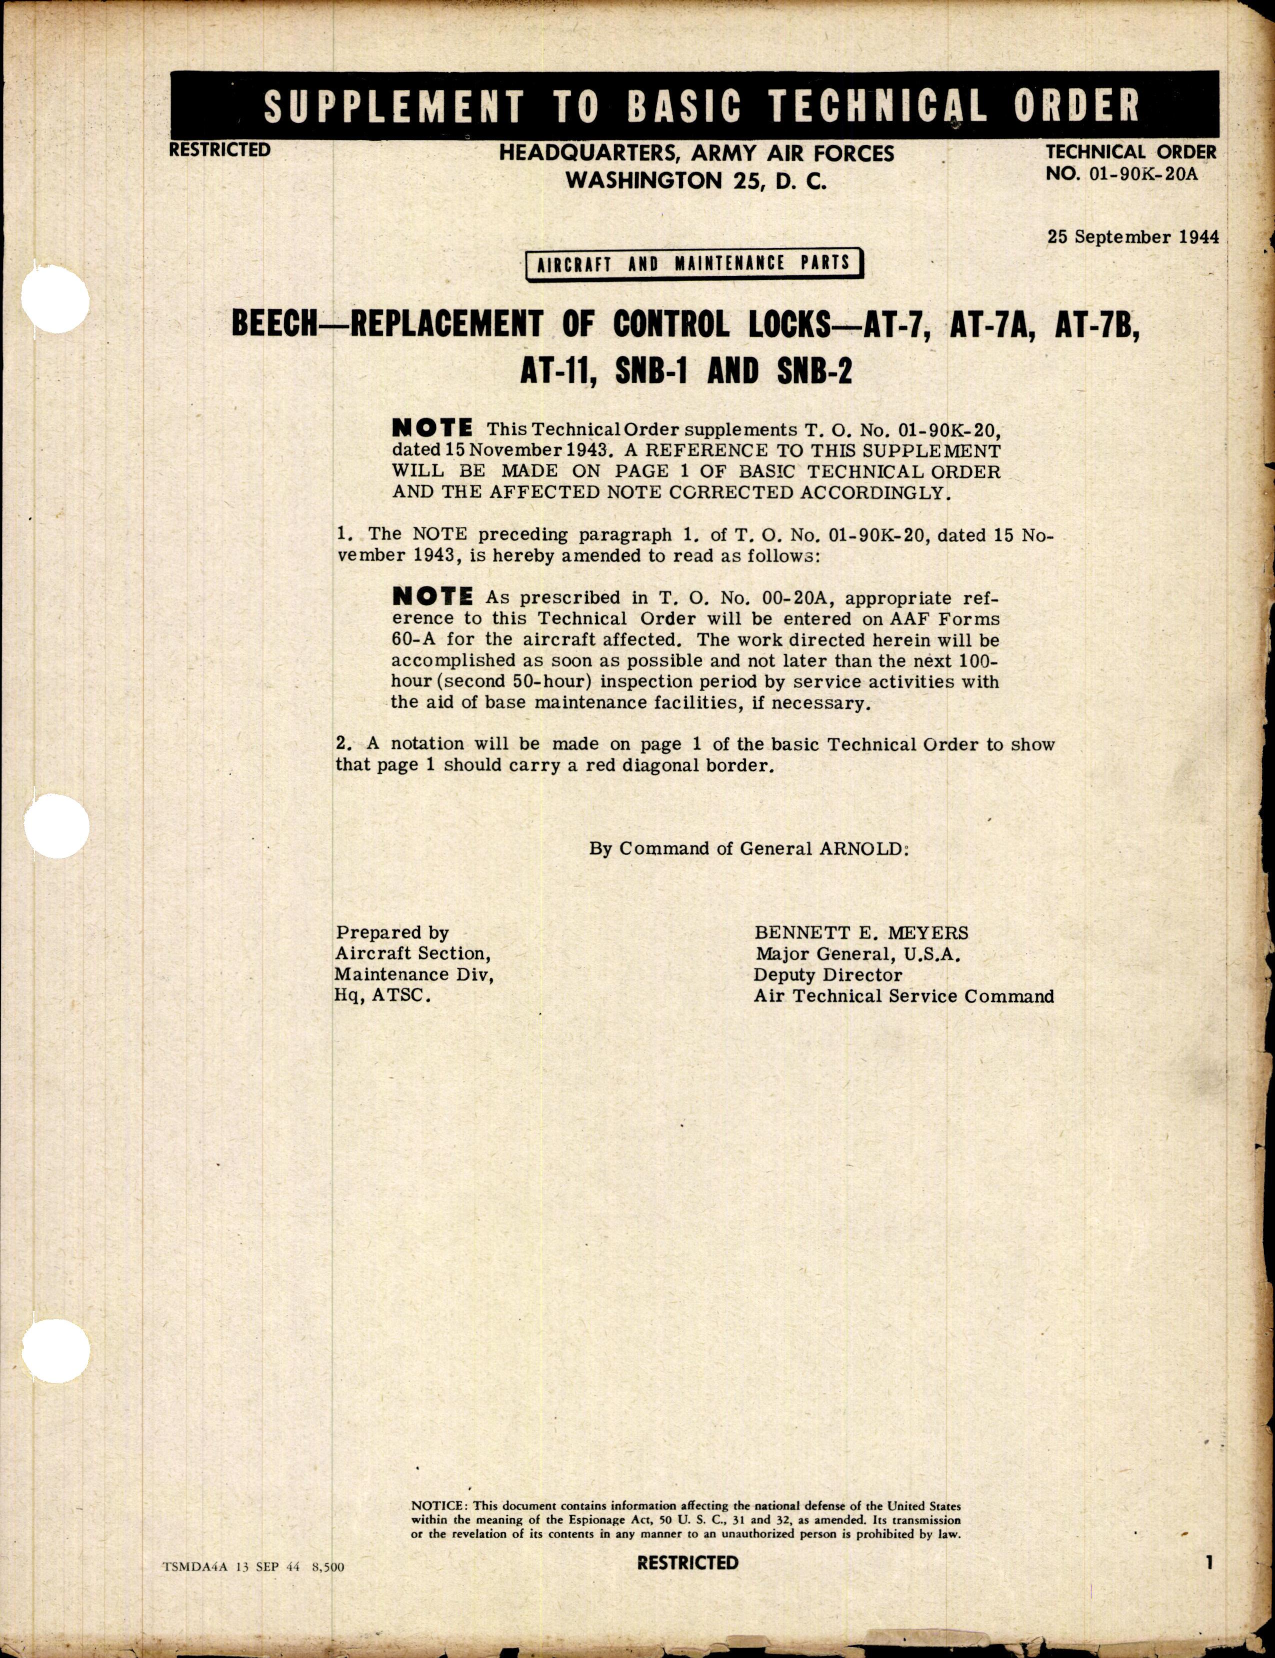 SUPPLEMENT TO BASIC TECHNICAL ORDER
RESTRICTED
HEADQUARTERS, ARMY AIR FORCES
WASHINGTON 25, D. C.
TECHNICAL ORDER
NO. 01-90K-20A
25 September 1944
AIRCRAFT AND MAINTENANCE PARTS
BEECH—REPLACEMENT OF CONTROL LOCKS—AT-7, AT-7A, AT-7B,
AT-11, SNB-1 AND SNB-2
NOTE This Technical Order supplements T. O. No. 01-90K-20,
dated 15 November 1943. A REFERENCE TO THIS SUPPLEMENT
WILL BE MADE ON PAGE 1 OF BASIC TECHNICAL ORDER
AND THE AFFECTED NOTE CORRECTED ACCORDINGLY.
1. The NOTE preceding paragraph 1. of T. O. No. 01-90K-20, dated 15 No-
vember 1943, is hereby amended to read as follows:
NOTE As prescribed in T. O. No. 00-20A, appropriate ref-
erence to this Technical Order will be entered on AAF Forms
60-A for the aircraft affected. The work directed herein will be
accomplished as soon as possible and not later than the next 100-
hour (second 50-hour) inspection period by service activities with
the aid of base maintenance facilities, if necessary.
2. A notation will be made on page 1 of the basic Technical Order to show
that page 1 should carry a red diagonal border.
By Command of General ARNOLD:
Prepared by
Aircraft Section,
Maintenance Div,
Hq, ATSC.
BENNETT E. MEYERS
Major General, U.S.A.
Deputy Director
Air Technical Service Command
NOTICE: This document contains information affecting the national defense of the United States
within the meaning of the Espionage Act, 50 U. S. C., 31 and 32, as amended. Its transmission
or the revelation of its contents in any manner to an unauthorized person is prohibited by law.
TSMDA4A 13 SEP 44 8,500
RESTRICTED
1